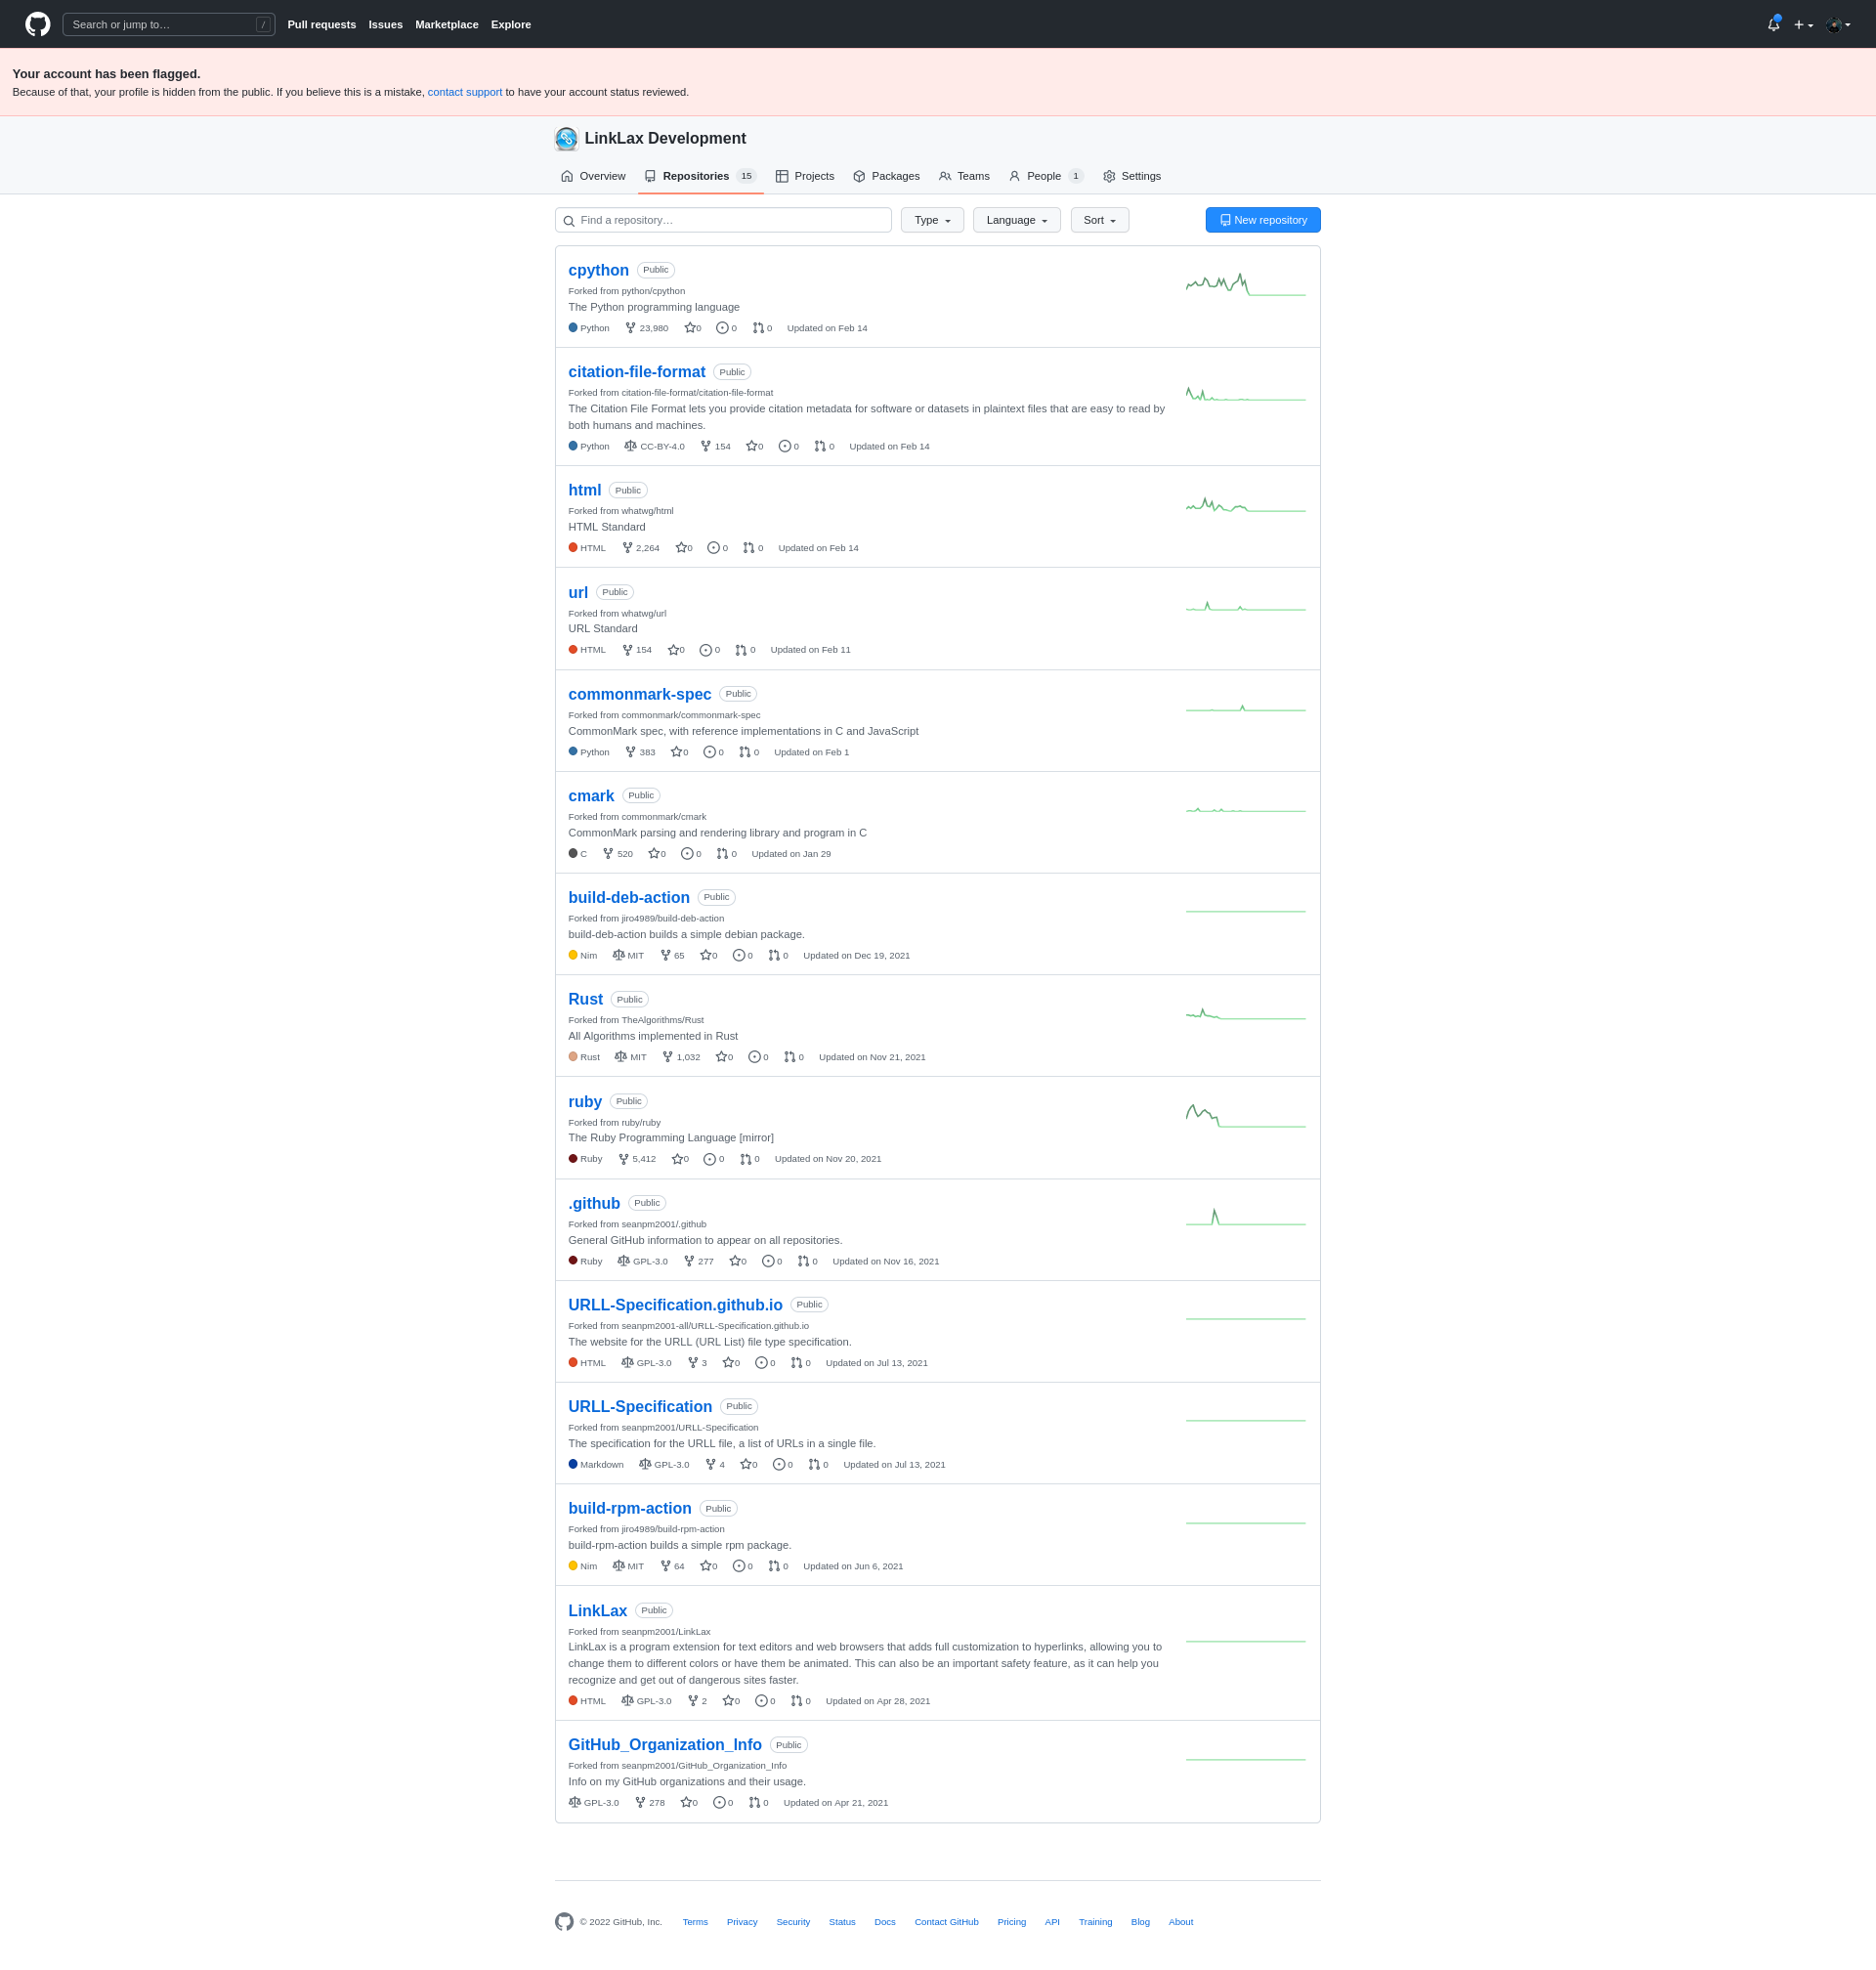 Search or jump to… /
Pull requests Issues Marketplace Explore
Your account has been flagged.
Because of that, your profile is hidden from the public. If you believe this is a mistake, contact support to have your account status reviewed.
LinkLax Development
Overview Repositories 15 Projects Packages Teams People 1 Settings
Find a repository… Type Language Sort New repository
cpython Public
Forked from python/cpython
The Python programming language
Python 23,980 0 0 0 Updated on Feb 14
citation-file-format Public
Forked from citation-file-format/citation-file-format
The Citation File Format lets you provide citation metadata for software or datasets in plaintext files that are easy to read by
both humans and machines.
Python CC-BY-4.0 154 0 0 0 Updated on Feb 14
html Public
Forked from whatwg/html
HTML Standard
HTML 2,264 0 0 0 Updated on Feb 14
url Public
Forked from whatwg/url
URL Standard
HTML 154 0 0 0 Updated on Feb 11
commonmark-spec Public
Forked from commonmark/commonmark-spec
CommonMark spec, with reference implementations in C and JavaScript
Python 383 0 0 0 Updated on Feb 1
cmark Public
Forked from commonmark/cmark
CommonMark parsing and rendering library and program in C
C 520 0 0 0 Updated on Jan 29
build-deb-action Public
Forked from jiro4989/build-deb-action
build-deb-action builds a simple debian package.
Nim MIT 65 0 0 0 Updated on Dec 19, 2021
Rust Public
Forked from TheAlgorithms/Rust
All Algorithms implemented in Rust
Rust MIT 1,032 0 0 0 Updated on Nov 21, 2021
ruby Public
Forked from ruby/ruby
The Ruby Programming Language [mirror]
Ruby 5,412 0 0 0 Updated on Nov 20, 2021
.github Public
Forked from seanpm2001/.github
General GitHub information to appear on all repositories.
Ruby GPL-3.0 277 0 0 0 Updated on Nov 16, 2021
URLL-Specification.github.io Public
Forked from seanpm2001-all/URLL-Specification.github.io
The website for the URLL (URL List) file type specification.
HTML GPL-3.0 3 0 0 0 Updated on Jul 13, 2021
URLL-Specification Public
Forked from seanpm2001/URLL-Specification
The specification for the URLL file, a list of URLs in a single file.
Markdown GPL-3.0 4 0 0 0 Updated on Jul 13, 2021
build-rpm-action Public
Forked from jiro4989/build-rpm-action
build-rpm-action builds a simple rpm package.
Nim MIT 64 0 0 0 Updated on Jun 6, 2021
LinkLax Public
Forked from seanpm2001/LinkLax
LinkLax is a program extension for text editors and web browsers that adds full customization to hyperlinks, allowing you to
change them to different colors or have them be animated. This can also be an important safety feature, as it can help you
recognize and get out of dangerous sites faster.
HTML GPL-3.0 2 0 0 0 Updated on Apr 28, 2021
GitHub_Organization_Info Public
Forked from seanpm2001/GitHub_Organization_Info
Info on my GitHub organizations and their usage.
GPL-3.0 278 0 0 0 Updated on Apr 21, 2021
© 2022 GitHub, Inc. Terms Privacy Security Status Docs Contact GitHub Pricing API Training Blog About